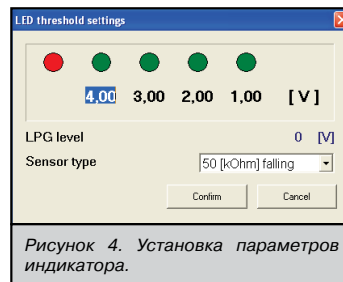 LED threshold settings
4,00 3,00 2,00 1,00 [ V ]
LPG level 0 [V]
Sensor type 50 [kOhm] falling
Confirm Cancel
Рисунок 4. Установка параметров
индикатора.